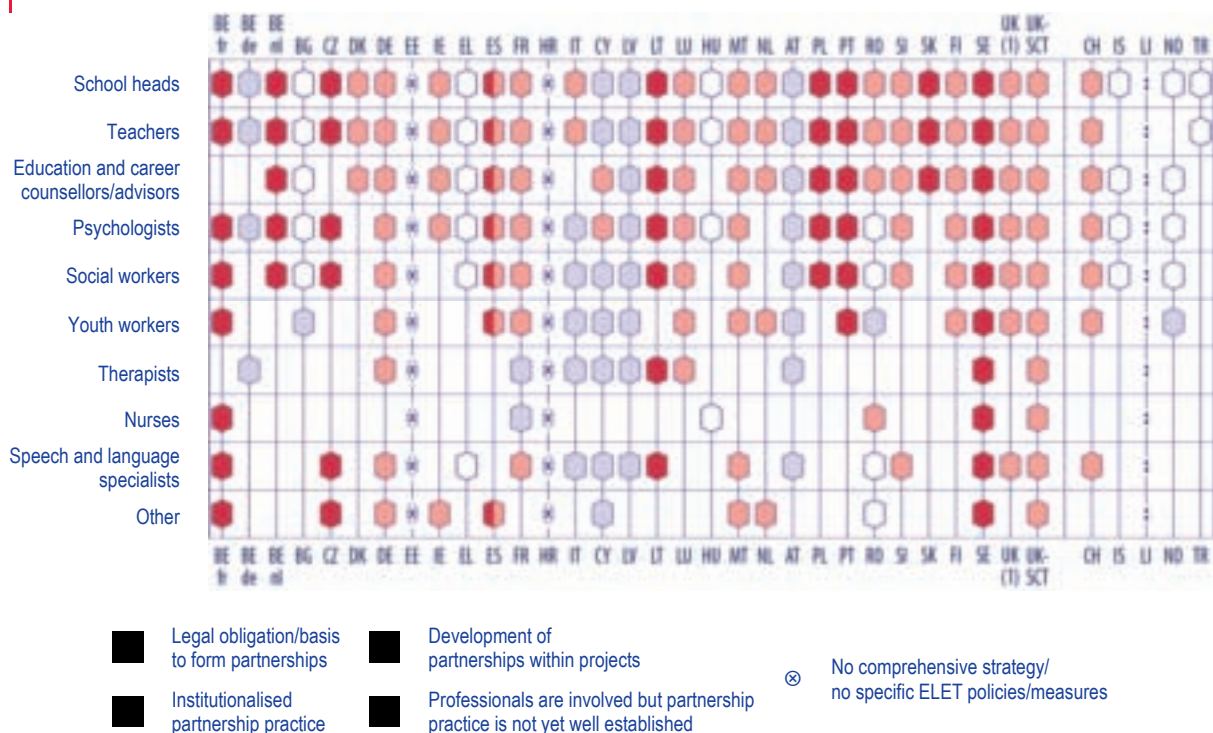 BE BE BE UK UK-
fr de nl BG CZ DK DE EE IE EL ES FR HR IT CY LV LT LU HU MT NL AT PL PT RO SI SK FI SE (1) SCT CH IS LI NO TR
School heads
Teachers
Education and career
counsellors/advisors
Psychologists
Social workers
Youth workers
Therapists
Nurses
Speech and language
specialists
Other
BE BE BE BG CZ DK DE EE IE EL ES FR HR IT CY LV LT LU HU MT NL AT PL PT RO SI SK FI SE UK UK- CH IS LI NO TR
fr de nl (1) SCT
Legal obligation/basis
to form partnerships
Development of
partnerships within projects
Institutionalised
partnership practice
Professionals are involved but partnership
practice is not yet well established
No comprehensive strategy/
no specific ELET policies/measures